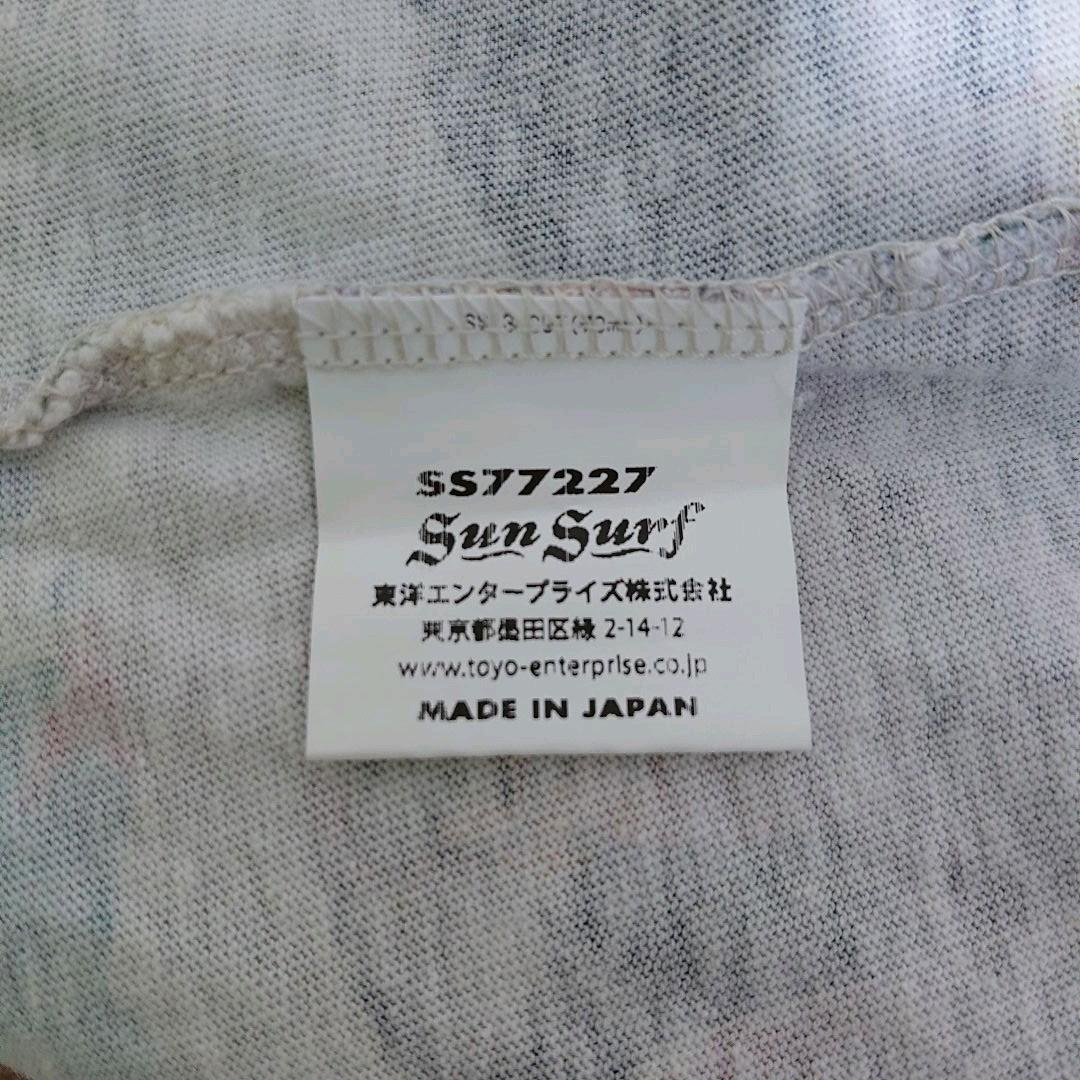 SS77227
Sun Surf
東洋エンタープライズ株式会社
東京都墨田区緑 2-14-12
www.toyo-enterprise.co.jp
MADE IN JAPAN